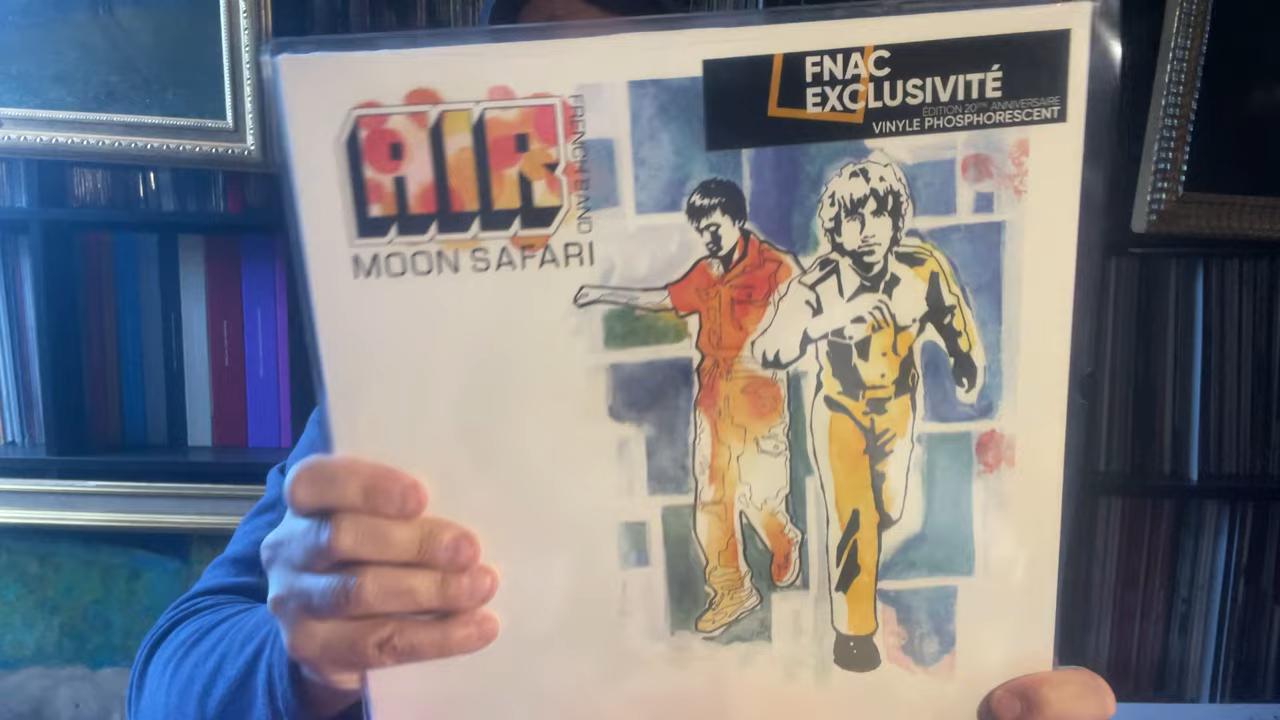 AIR
FRENCH BAND
MOON SAFARI
FNAC
EXCLUSIVITÉ
ÉDITION 20ÈME ANNIVERSAIRE
VINYLE PHOSPHORESCENT